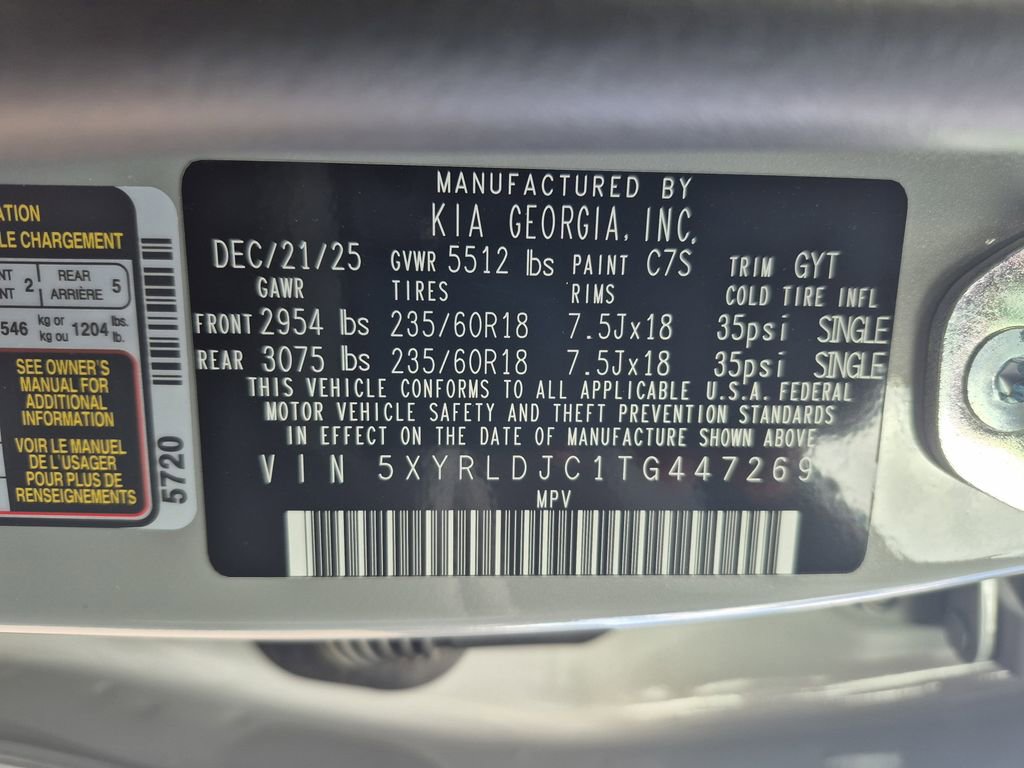 ATION
LE CHARGEMENT
NT 2 REAR 5
NT ARRIÈRE
546 kg or 1204 lbs.
kg ou lb.
SEE OWNER'S
MANUAL FOR
ADDITIONAL
INFORMATION
VOIR LE MANUEL
DE L'USAGER
POUR PLUS DE
RENSEIGNEMENTS
5720
MANUFACTURED BY
KIA GEORGIA, INC.
DEC/21/25 GVWR 5512 lbs PAINT C7S TRIM GYT
GAWR TIRES RIMS COLD TIRE INFL
FRONT 2954 lbs 235/60R18 7.5Jx18 35psi SINGLE
REAR 3075 lbs 235/60R18 7.5Jx18 35psi SINGLE
THIS VEHICLE CONFORMS TO ALL APPLICABLE U.S.A. FEDERAL
MOTOR VEHICLE SAFETY AND THEFT PREVENTION STANDARDS
IN EFFECT ON THE DATE OF MANUFACTURE SHOWN ABOVE.
VIN 5XYRLDJC1TG447269
MPV